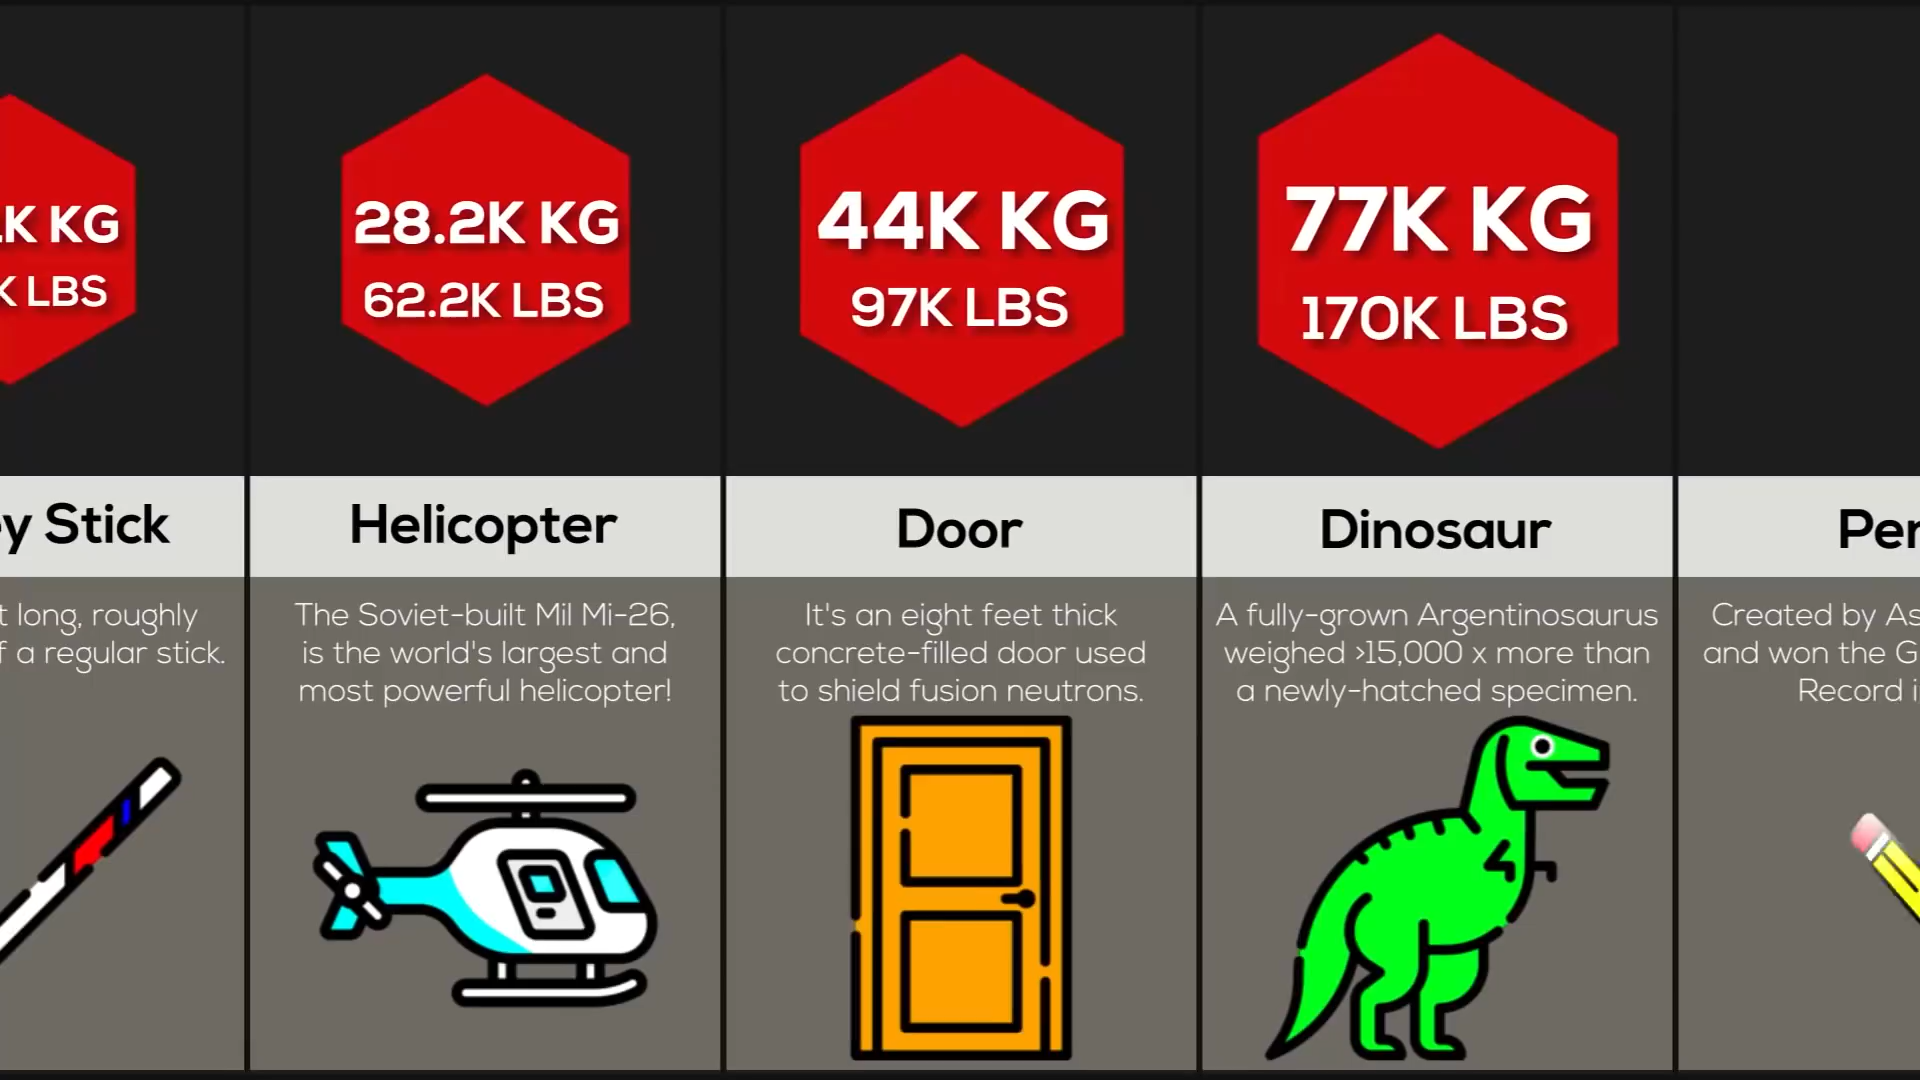 K KG
K LBS
ey Stick
long, roughly
a regular stick.
28.2K KG
62.2K LBS
Helicopter
The Soviet-built Mil Mi-26,
is the world's largest and
most powerful helicopter!
44K KG
97K LBS
Door
It's an eight feet thick
concrete-filled door used
to shield fusion neutrons.
77K KG
170K LBS
Dinosaur
A fully-grown Argentinosaurus
weighed >15,000 x more than
a newly-hatched specimen.
Created by
and won the
Record